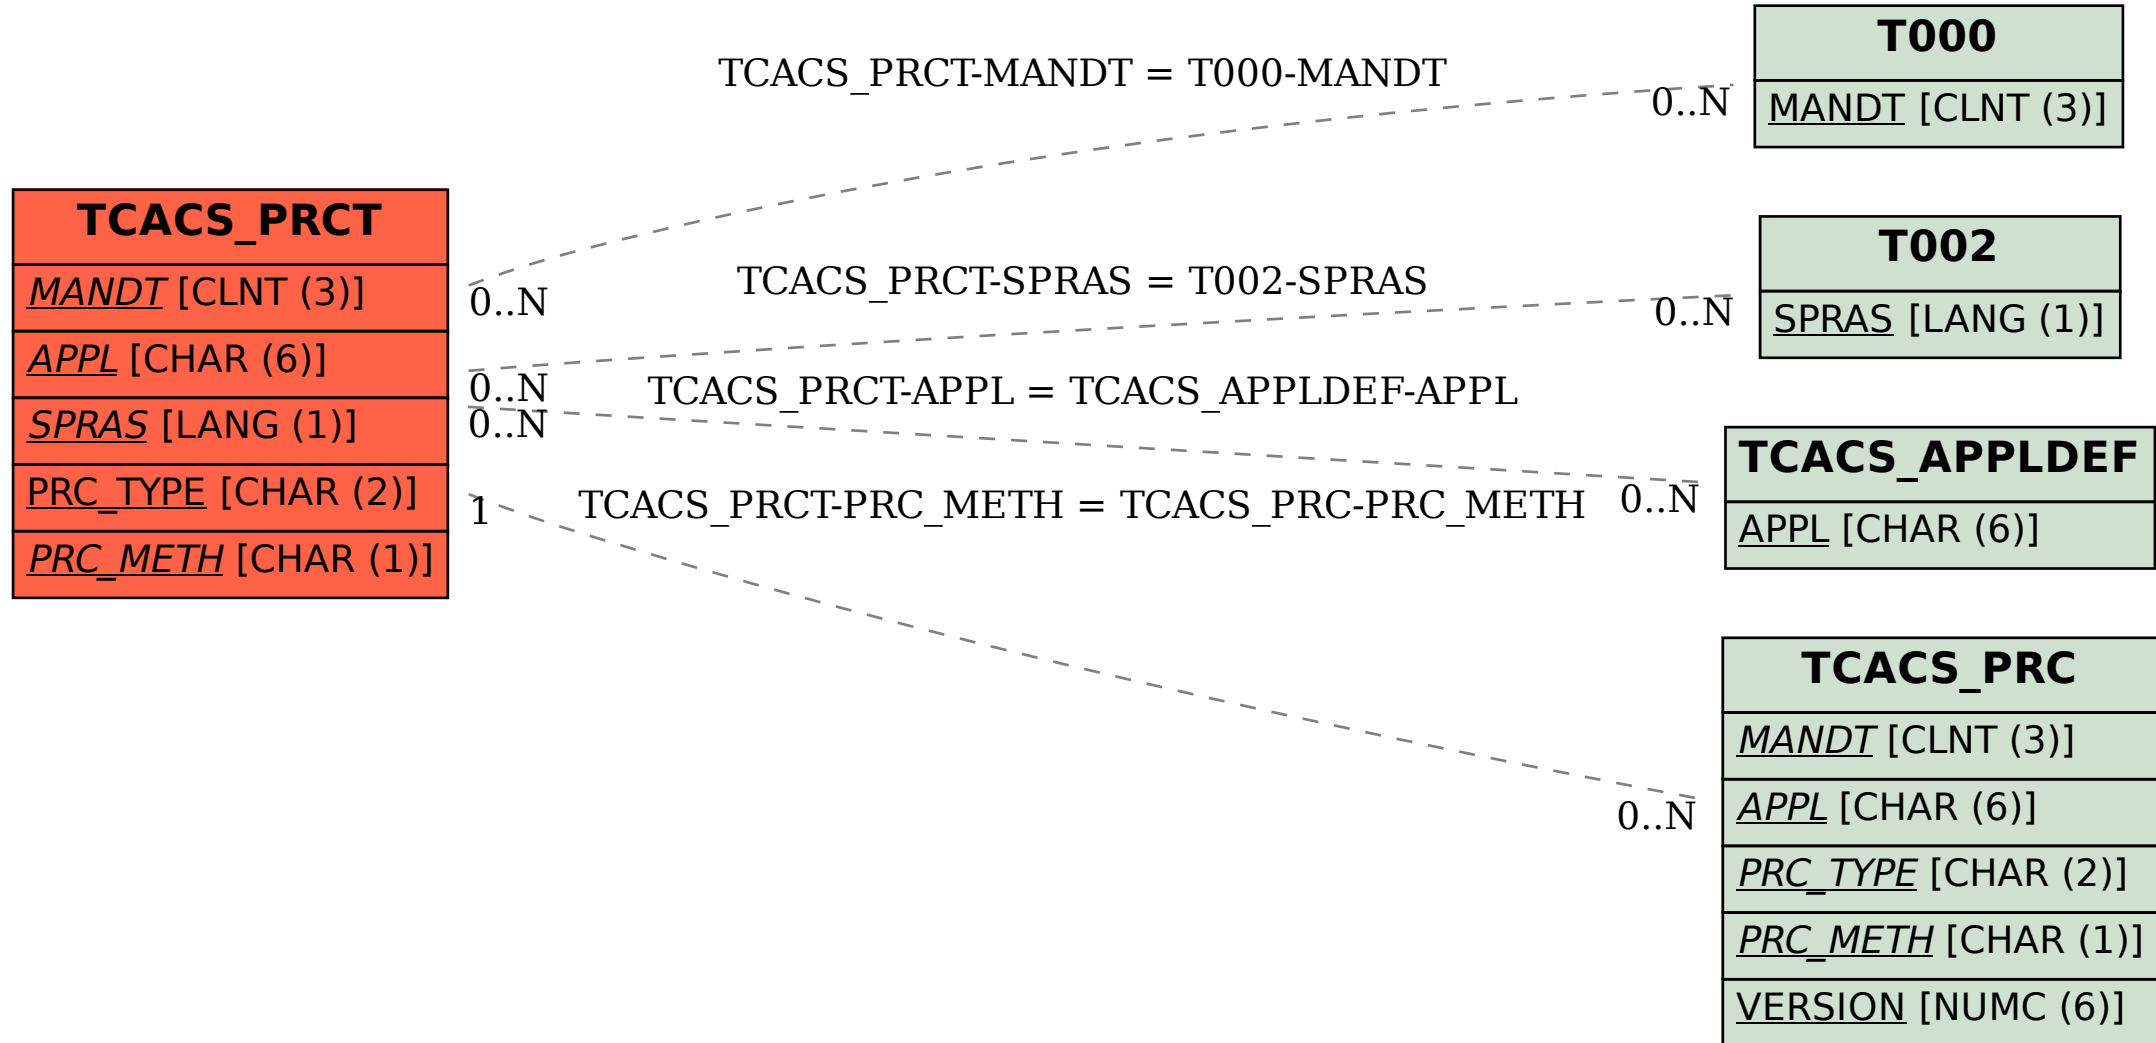 TCACS_PRCT
MANDT [CLNT (3)]
APPL [CHAR (6)]
SPRAS [LANG (1)]
PRC_TYPE [CHAR (2)]
PRC_METH [CHAR (1)]
TCACS_PRCT-MANDT = T000-MANDT
0..N
0..N
TCACS_PRCT-SPRAS = T002-SPRAS
0..N
0..N
TCACS_PRCT-APPL = TCACS_APPLDEF-APPL
0..N
0..N
TCACS_PRCT-PRC_METH = TCACS_PRC-PRC_METH
1
0..N
T000
MANDT [CLNT (3)]
T002
SPRAS [LANG (1)]
TCACS_APPLDEF
APPL [CHAR (6)]
TCACS_PRC
MANDT [CLNT (3)]
APPL [CHAR (6)]
PRC_TYPE [CHAR (2)]
PRC_METH [CHAR (1)]
VERSION [NUMC (6)]